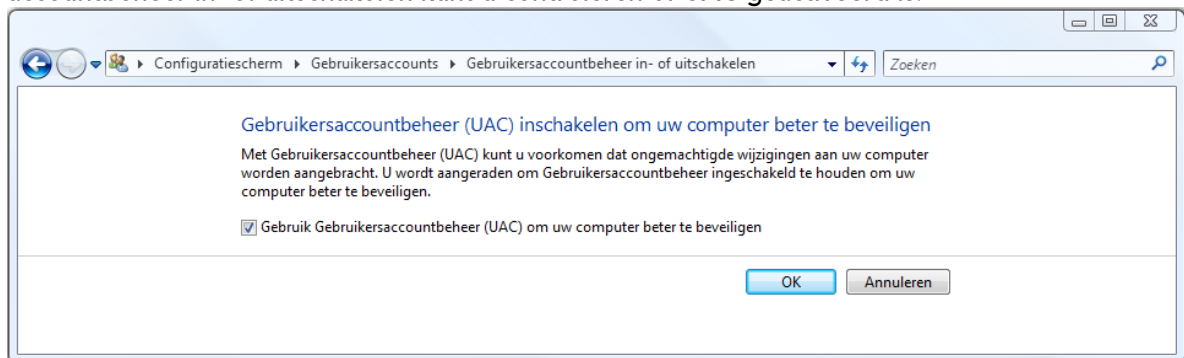 Configuratiescherm Gebruikersaccounts Gebruikersaccountbeheer in- of uitschakelen Zoeken
Gebruikersaccountbeheer (UAC) inschakelen om uw computer beter te beveiligen
Met Gebruikersaccountbeheer (UAC) kunt u voorkomen dat ongemachtigde wijzigingen aan uw computer
worden aangebracht. U wordt aangeraden om Gebruikersaccountbeheer ingeschakeld te houden om uw
computer beter te beveiligen.
Gebruik Gebruikersaccountbeheer (UAC) om uw computer beter te beveiligen
OK Annuleren